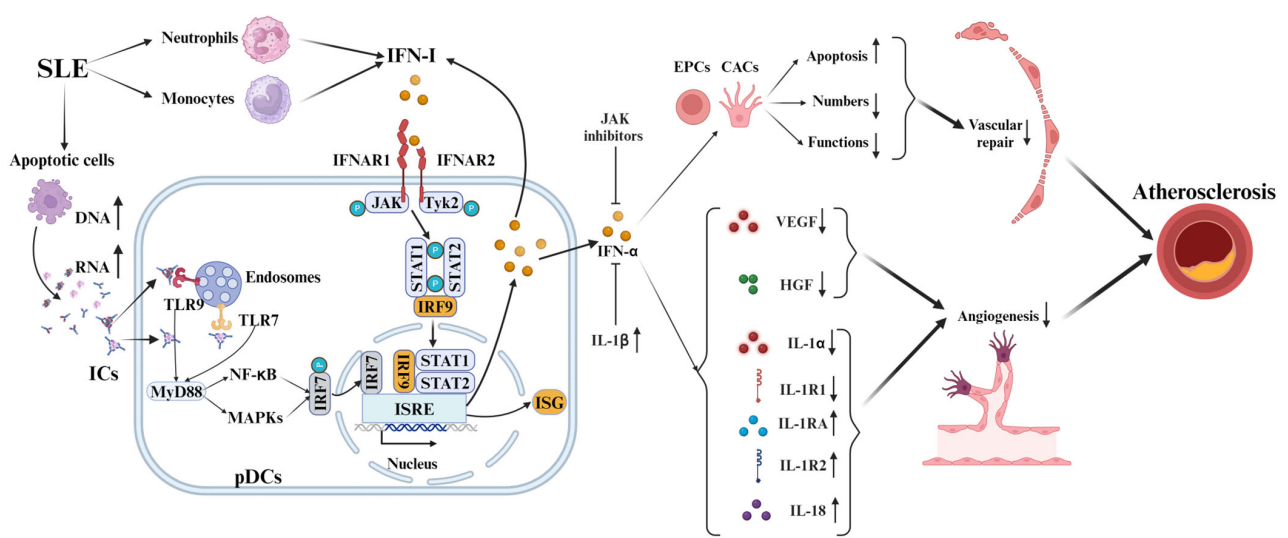 SLE
Neutrophils
Monocytes
IFN-I
Apoptotic cells
DNA
RNA
ICs
IFNAR1
IFNAR2
P
JAK
Tyk2
P
STAT1
P
P
STAT2
IRF9
Endosomes
TLR9
TLR7
MyD88
NF-κB
MAPKs
P
IRF7
IRF7
IRF9
STAT1
STAT2
ISRE
ISG
Nucleus
pDCs
JAK
inhibitors
IFN-α
IL-1β
EPCs
CACs
Apoptosis
Numbers
Functions
Vascular
repair
VEGF
HGF
IL-1α
IL-1R1
IL-1RA
IL-1R2
IL-18
Angiogenesis
Atherosclerosis